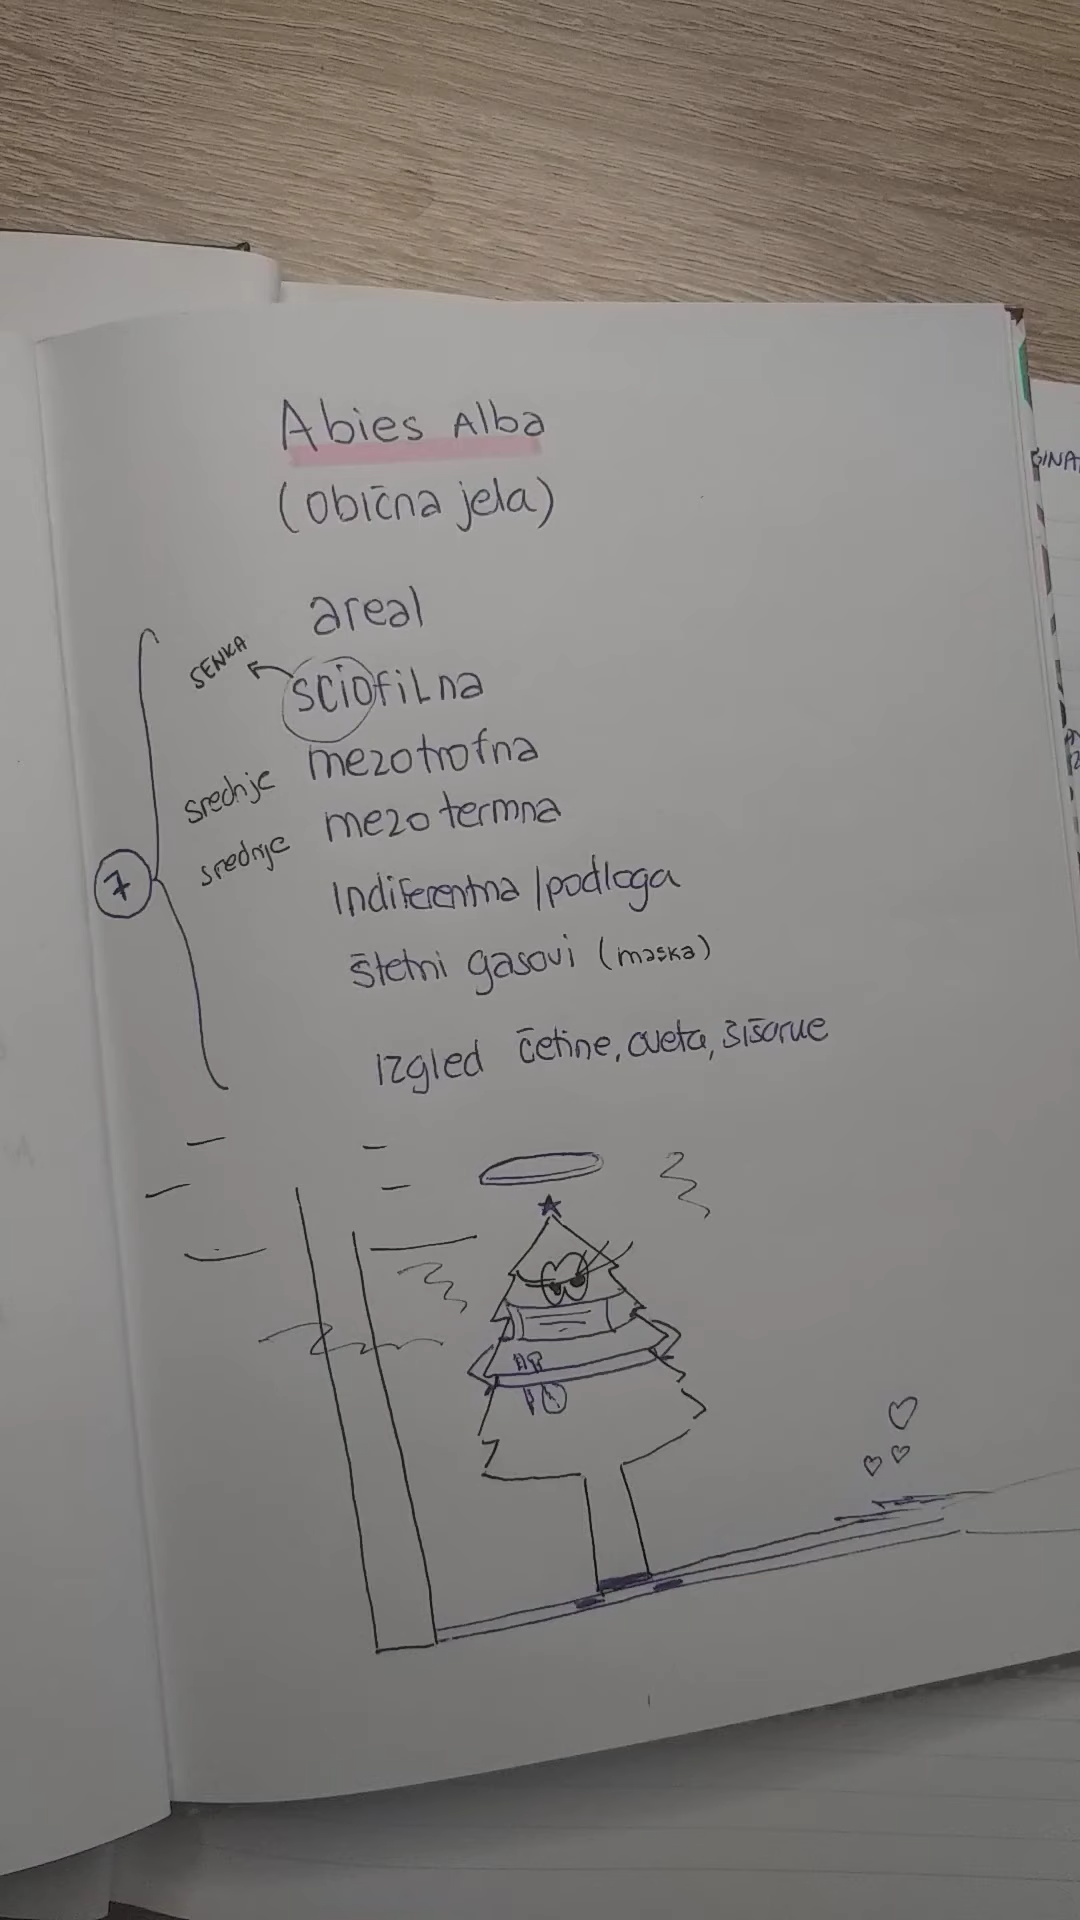 Abies Alba
(Obična jela)
areal
SENKA
sciofilna
srednje mezotrofna
srednje mezotermna
Indiferentna/podloga
7
štetni gasovi (maska)
izgled četine, cveta, šišarve